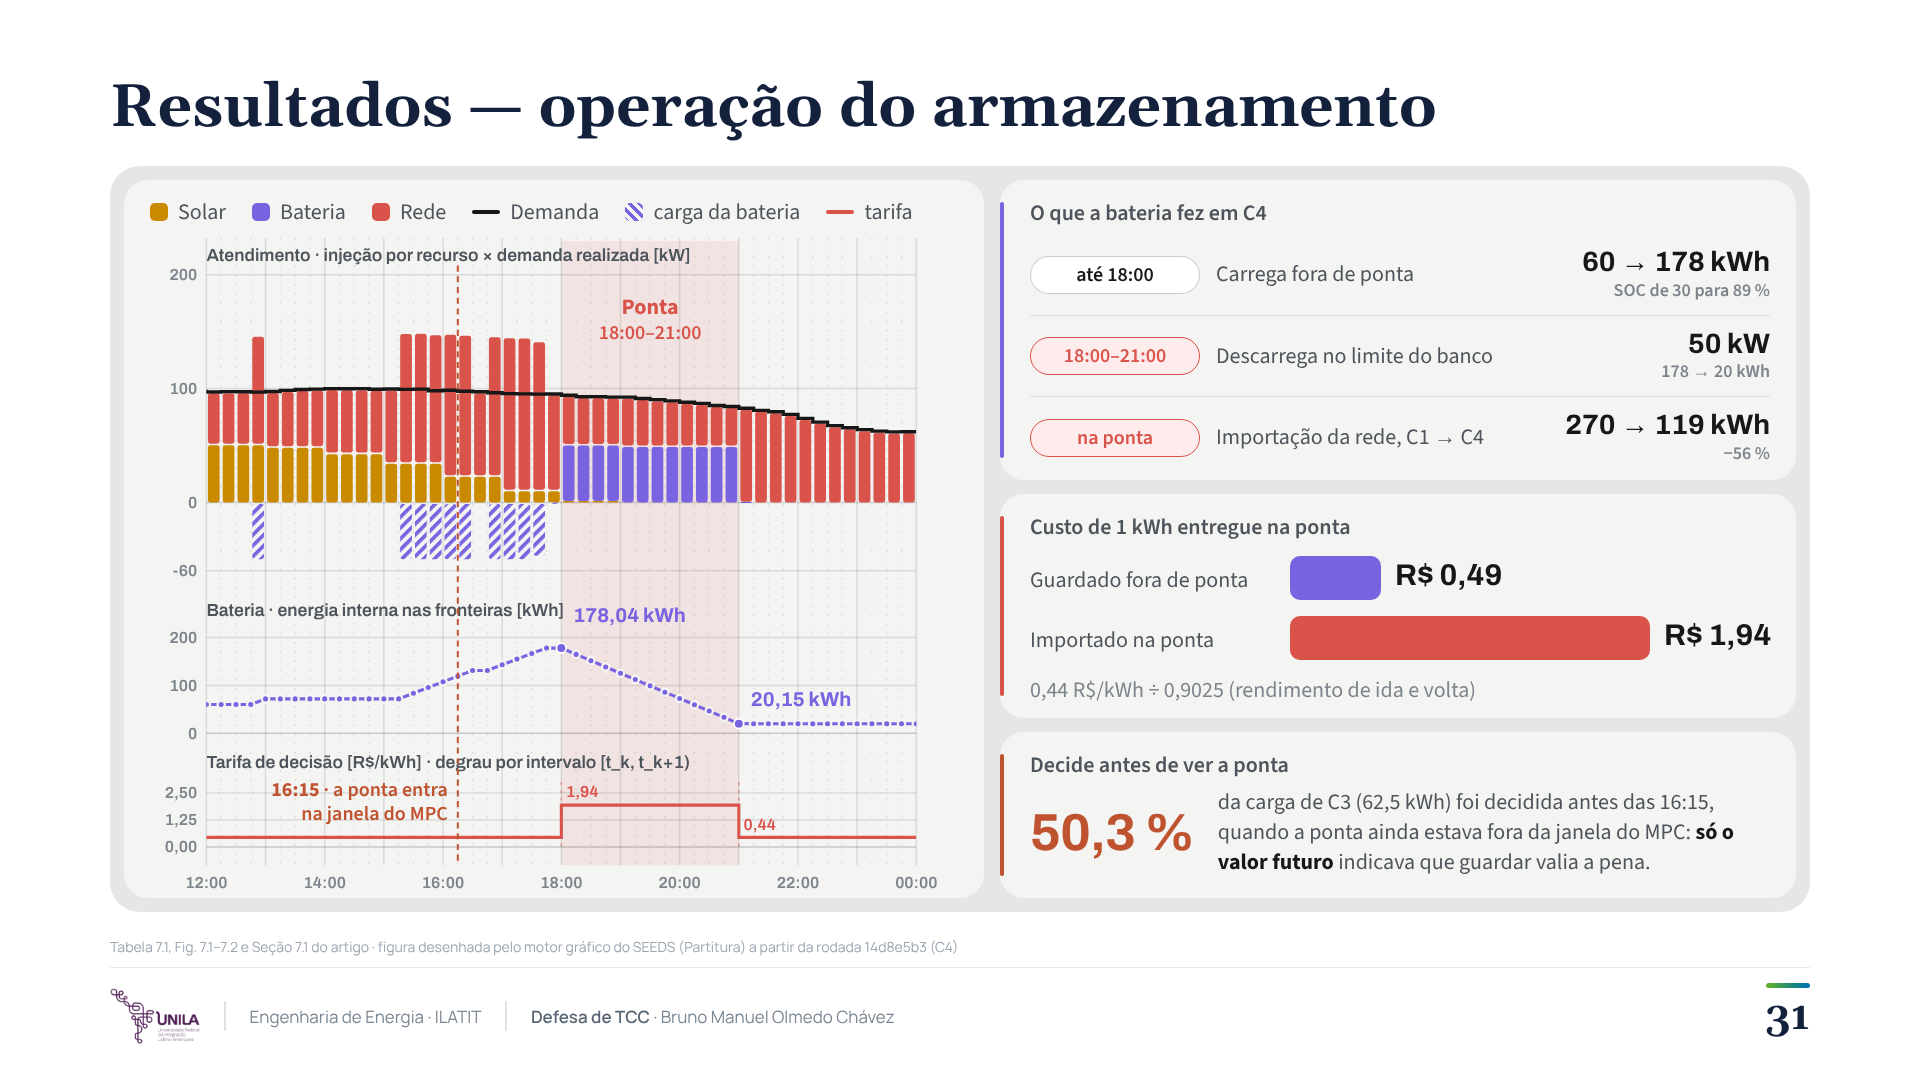 Resultados — operação do armazenamento
Solar
Bateria
Rede
Demanda
carga da bateria
tarifa
Atendimento · injeção por recurso × demanda realizada [kW]
200
100
0
-60
Ponta
18:00–21:00
Bateria · energia interna nas fronteiras [kWh]
178,04 kWh
200
100
0
20,15 kWh
Tarifa de decisão [R$/kWh] · degrau por intervalo [t_k, t_k+1)
16:15 · a ponta entra
na janela do MPC
2,50
1,25
0,00
1,94
0,44
12:00
14:00
16:00
18:00
20:00
22:00
00:00
O que a bateria fez em C4
até 18:00
Carrega fora de ponta
60 → 178 kWh
SOC de 30 para 89 %
18:00–21:00
Descarrega no limite do banco
50 kW
178 → 20 kWh
na ponta
Importação da rede, C1 → C4
270 → 119 kWh
−56 %
Custo de 1 kWh entregue na ponta
Guardado fora de ponta
R$ 0,49
Importado na ponta
R$ 1,94
0,44 R$/kWh ÷ 0,9025 (rendimento de ida e volta)
Decide antes de ver a ponta
50,3 %
da carga de C3 (62,5 kWh) foi decidida antes das 16:15,
quando a ponta ainda estava fora da janela do MPC: só o
valor futuro indicava que guardar valia a pena.
Tabela 7.1, Fig. 7.1–7.2 e Seção 7.1 do artigo · figura desenhada pelo motor gráfico do SEEDS (Partitura) a partir da rodada 14d8e5b3 (C4)
UNILA
Engenharia de Energia · ILATIT
Defesa de TCC · Bruno Manuel Olmedo Chávez
31